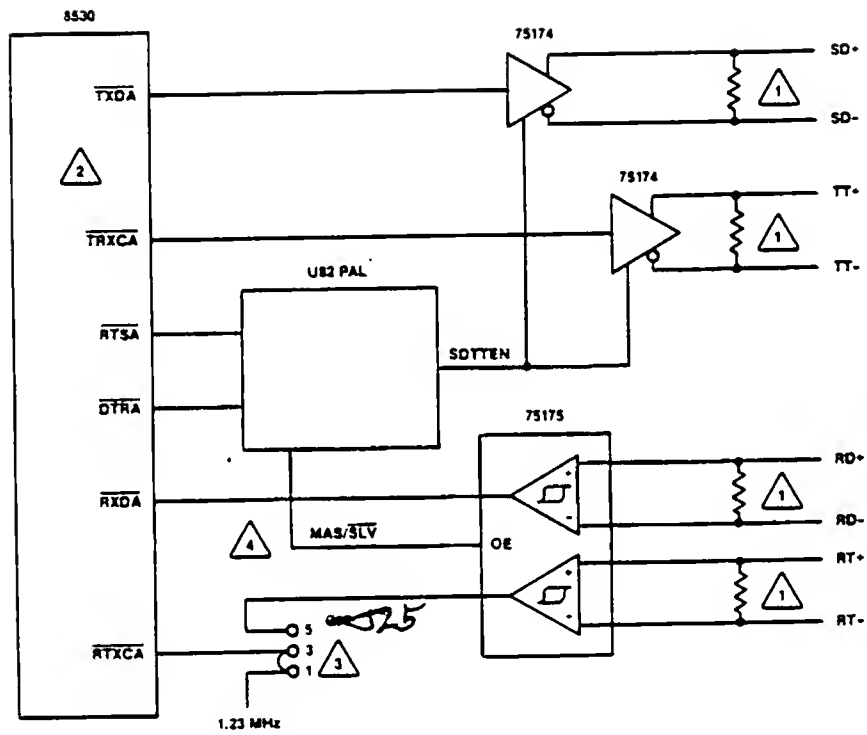 8530
75174
SD+
TXDA
1
SD-
2
75174
TT+
TRXCA
1
TT-
U82 PAL
RTSA
SDTTEN
DTRA
75175
RD+
RXDA
1
RD-
4
MAS/SLV
OE
RT+
1
RT-
5
J25
RTXCA
3
3
1
1.23 MHz